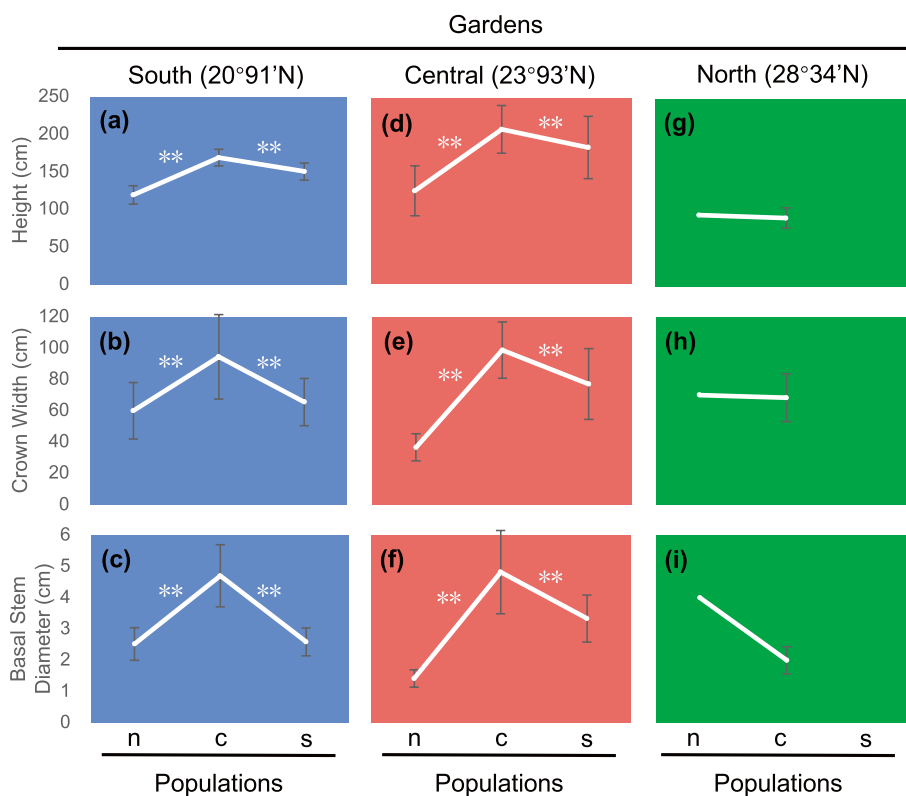 Gardens
South (20°91’N)
Central (23°93’N)
North (28°34’N)
Height (cm)
250
200
150
100
50
0
(a)
** **
(d)
** **
(g)
Crown Width (cm)
120
100
80
60
40
20
0
(b)
** **
(e)
** **
(h)
Basal Stem
Diameter (cm)
6
5
4
3
2
1
0
(c)
** **
(f)
** **
(i)
n c s
n c s
n c s
Populations
Populations
Populations